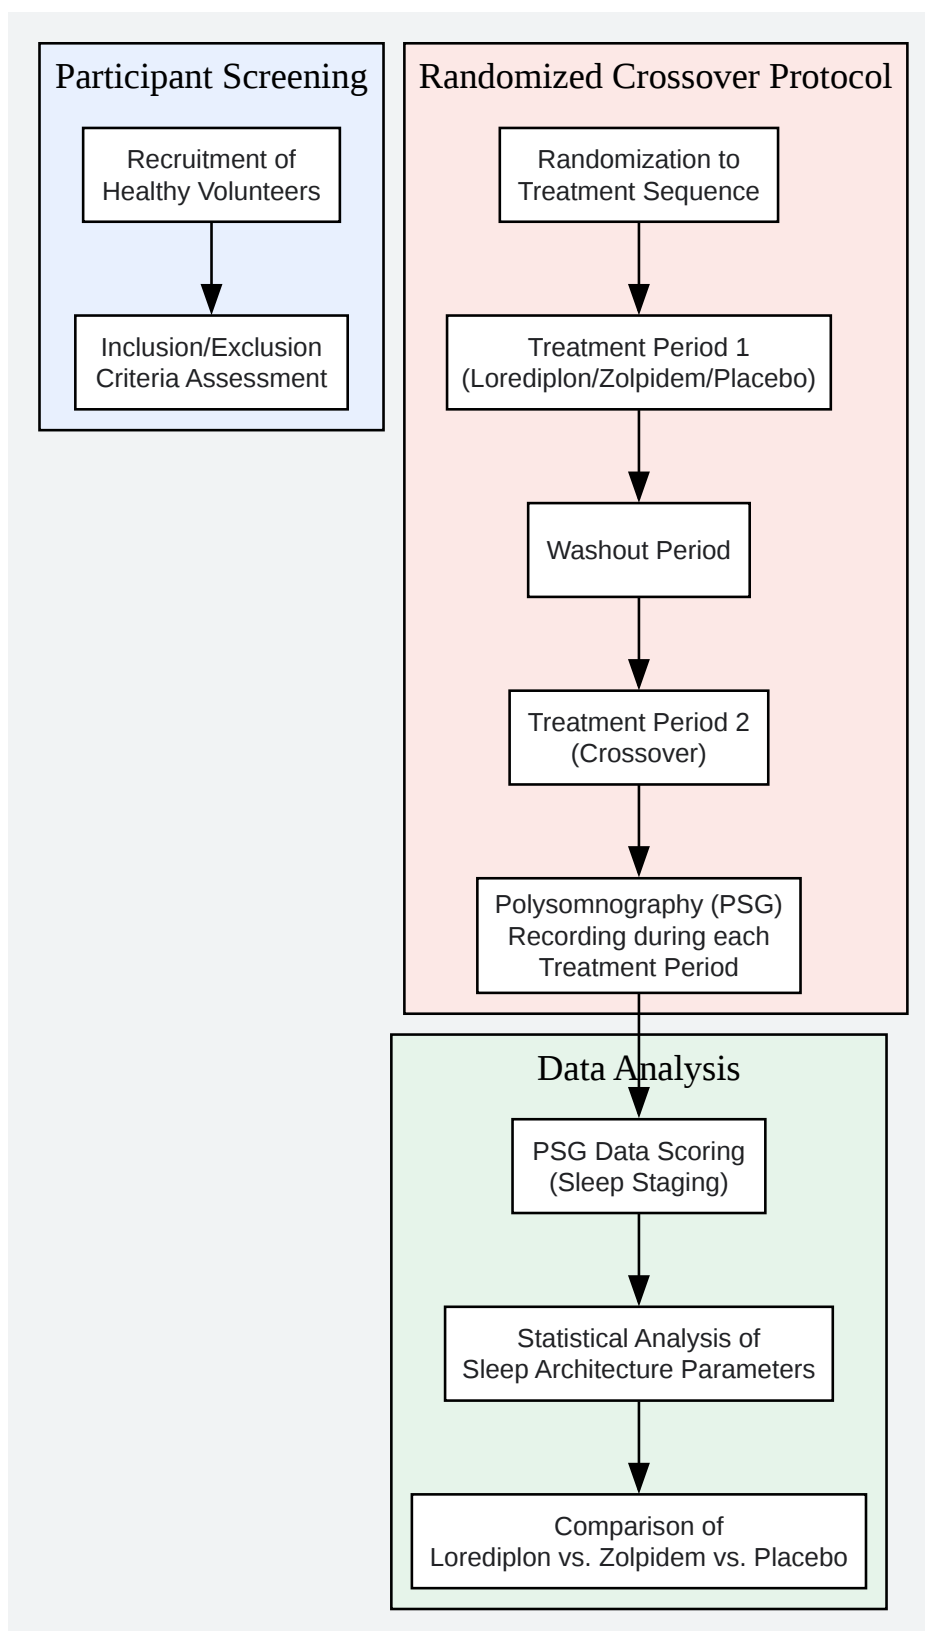 Participant Screening
Recruitment of
Healthy Volunteers
Inclusion/Exclusion
Criteria Assessment
Randomized Crossover Protocol
Randomization to
Treatment Sequence
Treatment Period 1
(Lorediplon/Zolpidem/Placebo)
Washout Period
Treatment Period 2
(Crossover)
Polysomnography (PSG)
Recording during each
Treatment Period
Data Analysis
PSG Data Scoring
(Sleep Staging)
Statistical Analysis of
Sleep Architecture Parameters
Comparison of
Lorediplon vs. Zolpidem vs. Placebo